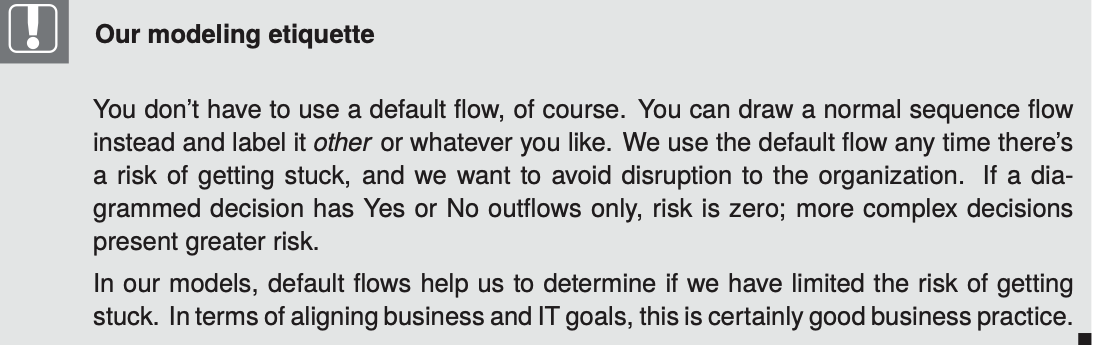 Our modeling etiquette
You don't have to use a default flow, of course. You can draw a normal sequence flow
instead and label it other or whatever you like. We use the default flow any time there's
a risk of getting stuck, and we want to avoid disruption to the organization. If a dia-
grammed decision has Yes or No outflows only, risk is zero; more complex decisions
present greater risk.
In our models, default flows help us to determine if we have limited the risk of getting
stuck. In terms of aligning business and IT goals, this is certainly good business practice.